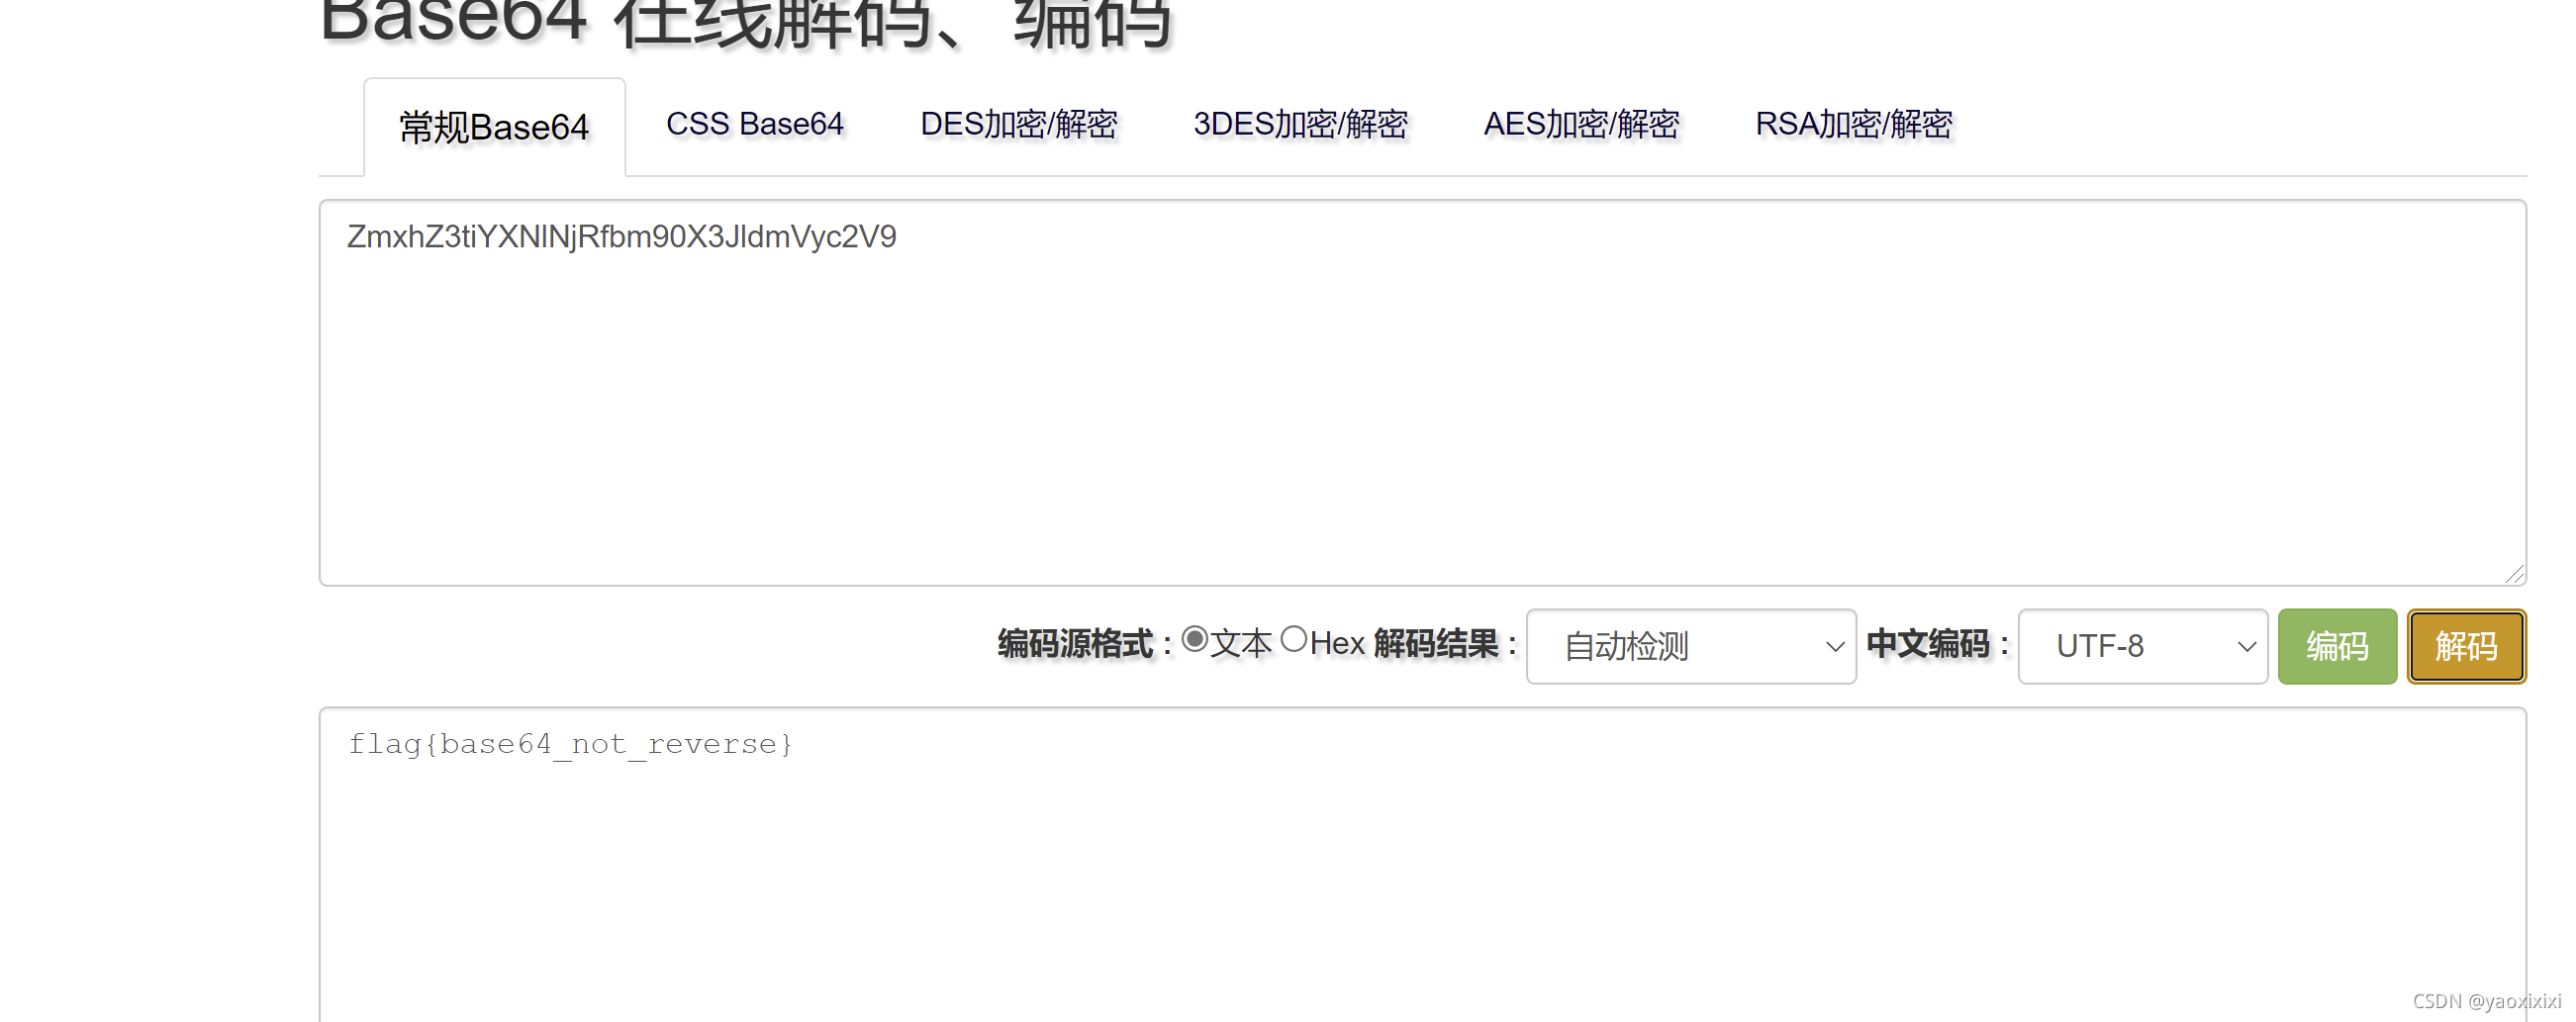 Base64 在线解码、编码
常规Base64 CSS Base64 DES加密/解密 3DES加密/解密 AES加密/解密 RSA加密/解密
ZmxhZ3tiYXNlNjRfbm90X3JldmVyc2V9
编码源格式： 文本 Hex 解码结果： 自动检测 中文编码： UTF-8 编码 解码
flag{base64_not_reverse}
CSDN @yaoxixixi